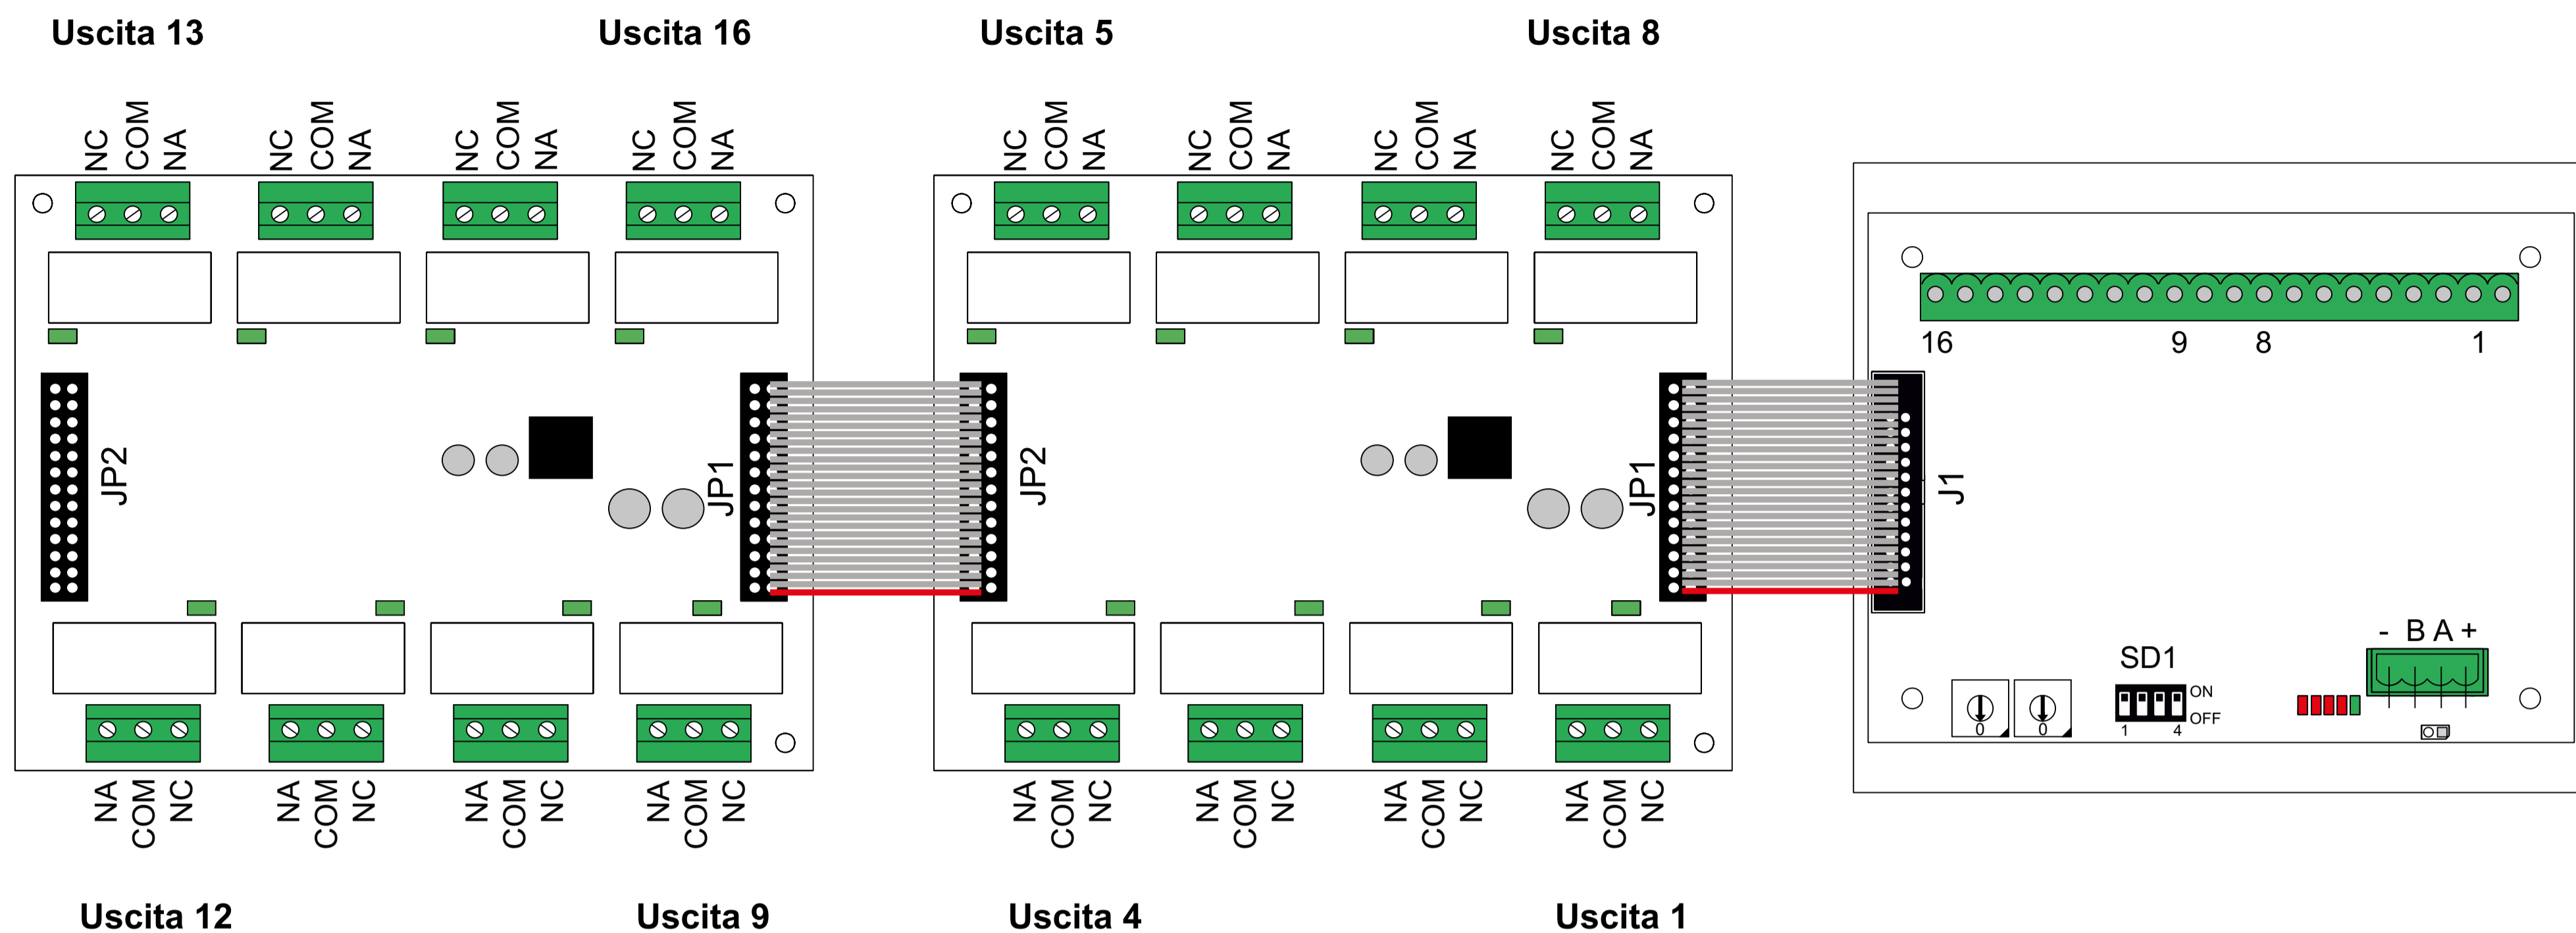 Uscita 13 Uscita 16 Uscita 5 Uscita 8
NC COM NA NC COM NA NC COM NA NC COM NA NC COM NA NC COM NA NC COM NA NC COM NA
16 9 8 1
JP2 JP1 JP2 JP1 J1
- B A +
SD1
ON
OFF
0 0 1 4
NA COM NC NA COM NC NA COM NC NA COM NC NA COM NC NA COM NC NA COM NC NA COM NC
Uscita 12 Uscita 9 Uscita 4 Uscita 1